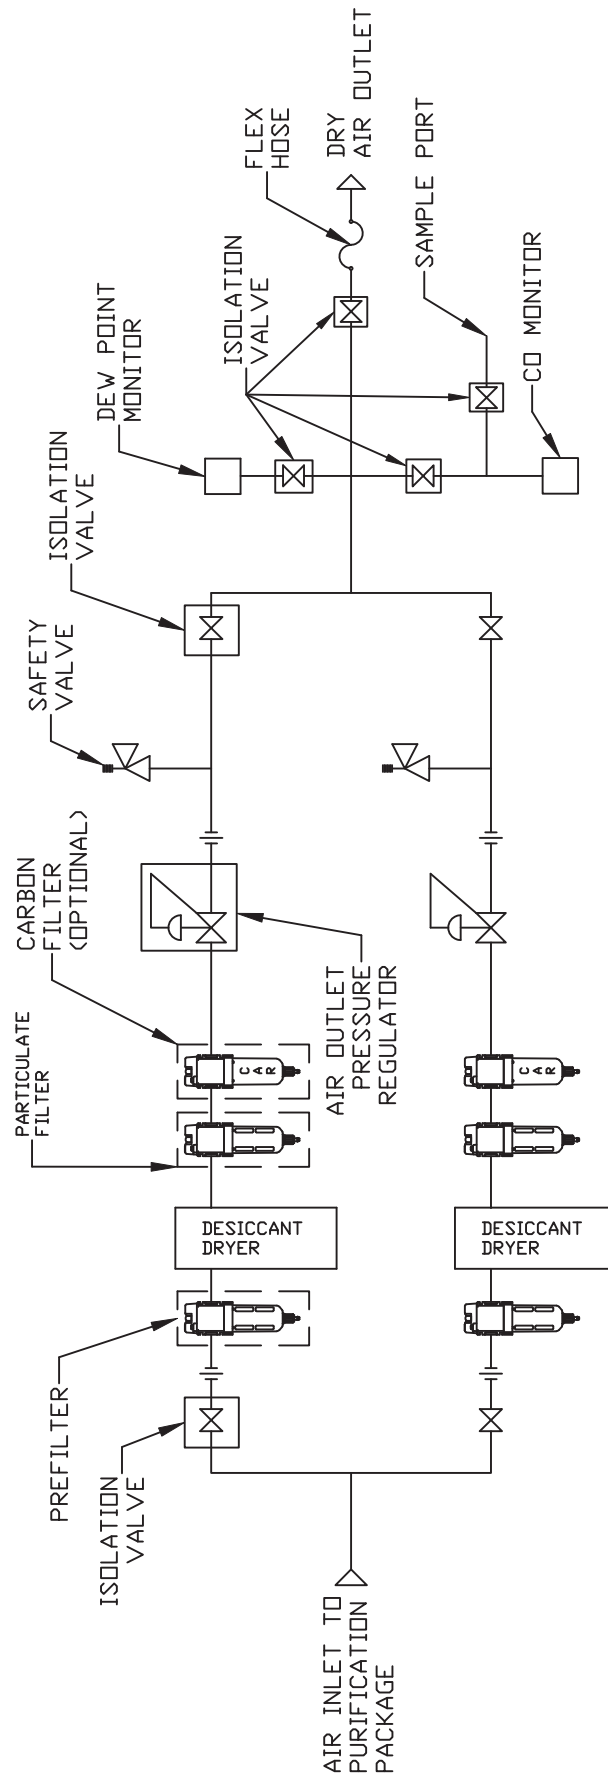 AIR INLET TO
PURIFICATION
PACKAGE
ISOLATION
VALVE
PREFILTER
DESICCANT
DRYER
PARTICULATE
FILTER
CARBON
FILTER
(OPTIONAL)
CAR
AIR OUTLET
PRESSURE
REGULATOR
SAFETY
VALVE
ISOLATION
VALVE
DEW POINT
MONITOR
ISOLATION
VALVE
FLEX
HOSE
DRY
AIR OUTLET
SAMPLE PORT
CO MONITOR
DESICCANT
DRYER
CAR